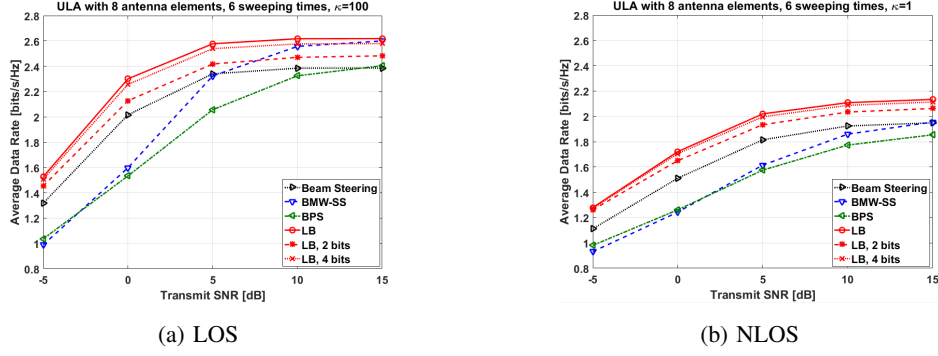 ULA with 8 antenna elements, 6 sweeping times, κ=100
Average Data Rate [bits/s/Hz]
2.8
2.6
2.4
2.2
2
1.8
1.6
1.4
1.2
1
0.8
Beam Steering
BMW-SS
BPS
LB
LB, 2 bits
LB, 4 bits
-5
0
5
10
15
Transmit SNR [dB]
(a) LOS
ULA with 8 antenna elements, 6 sweeping times, κ=1
Average Data Rate [bits/s/Hz]
2.8
2.6
2.4
2.2
2
1.8
1.6
1.4
1.2
1
0.8
Beam Steering
BMW-SS
BPS
LB
LB, 2 bits
LB, 4 bits
-5
0
5
10
15
Transmit SNR [dB]
(b) NLOS